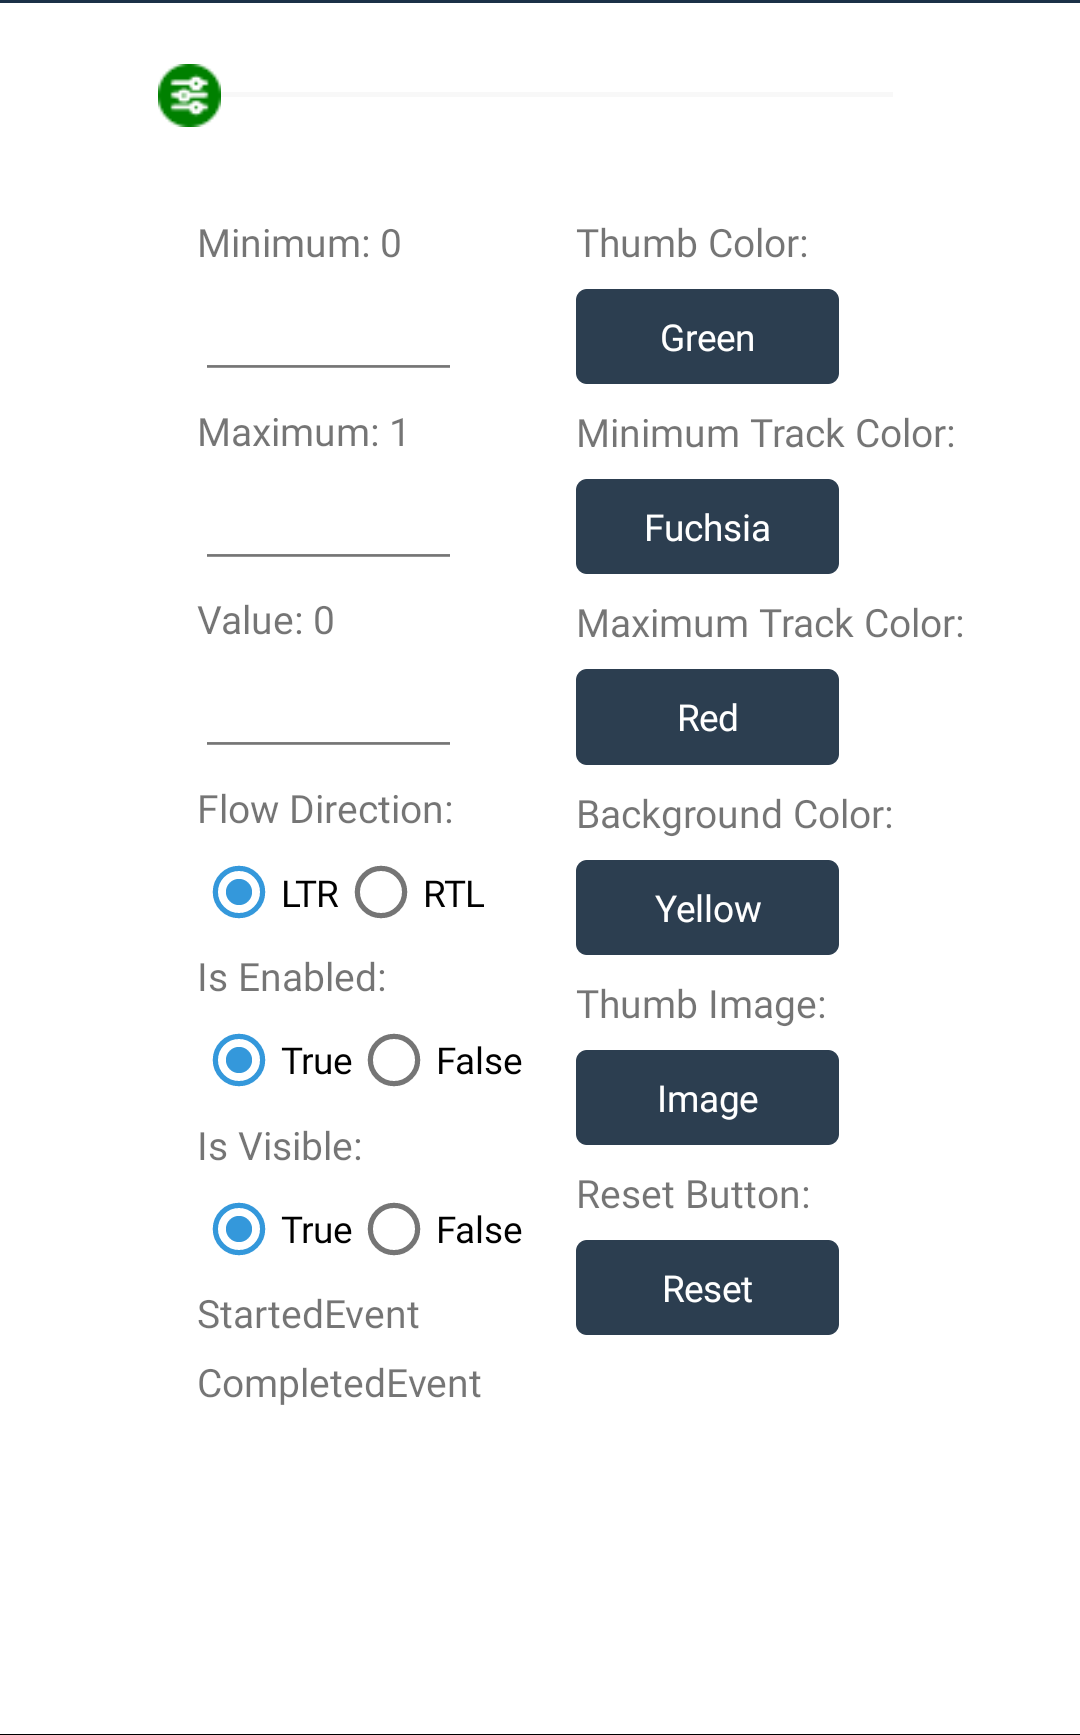 Minimum: 0
Maximum: 1
Value: 0
Flow Direction:
LTR RTL
Is Enabled:
True False
Is Visible:
True False
StartedEvent
CompletedEvent
Thumb Color:
Green
Minimum Track Color:
Fuchsia
Maximum Track Color:
Red
Background Color:
Yellow
Thumb Image:
Image
Reset Button:
Reset